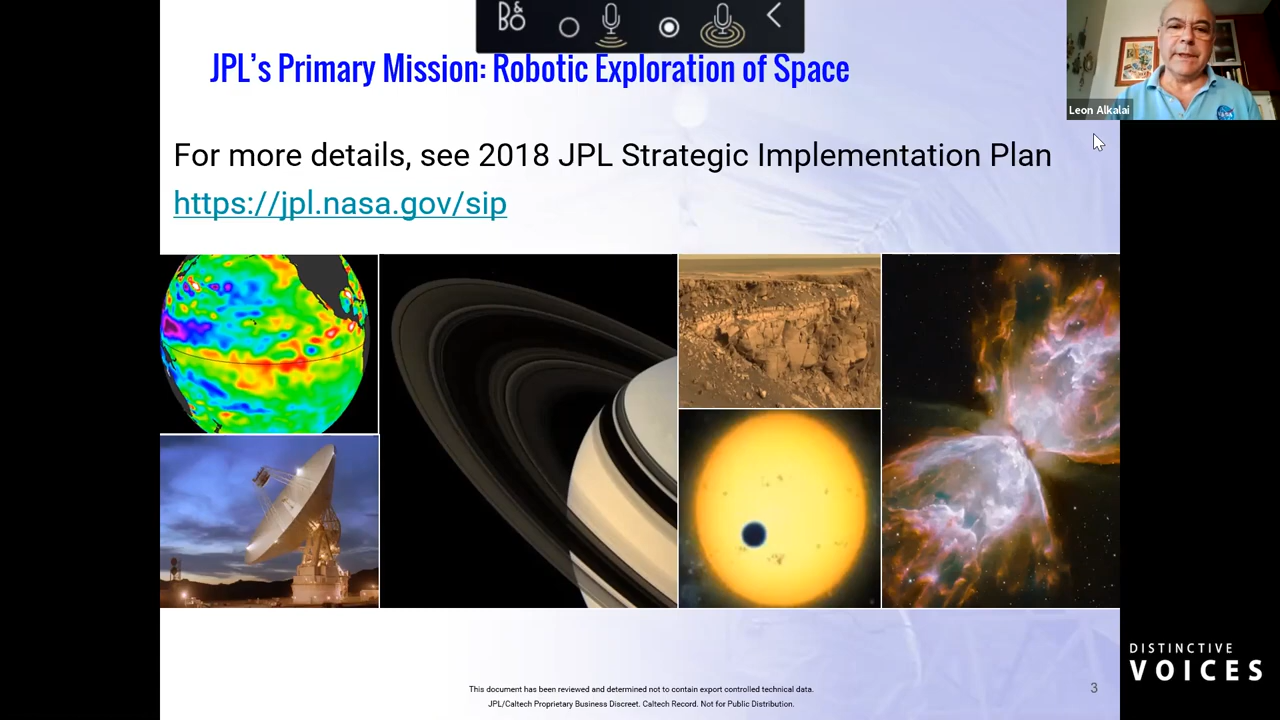 B&O
JPL's Primary Mission: Robotic Exploration of Space
Leon Alkalai
For more details, see 2018 JPL Strategic Implementation Plan
https://jpl.nasa.gov/sip
DISTINCTIVE
VOICES
This document has been reviewed and determined not to contain export controlled technical data.
JPL/Caltech Proprietary Business Discreet. Caltech Record. Not for Public Distribution.
3